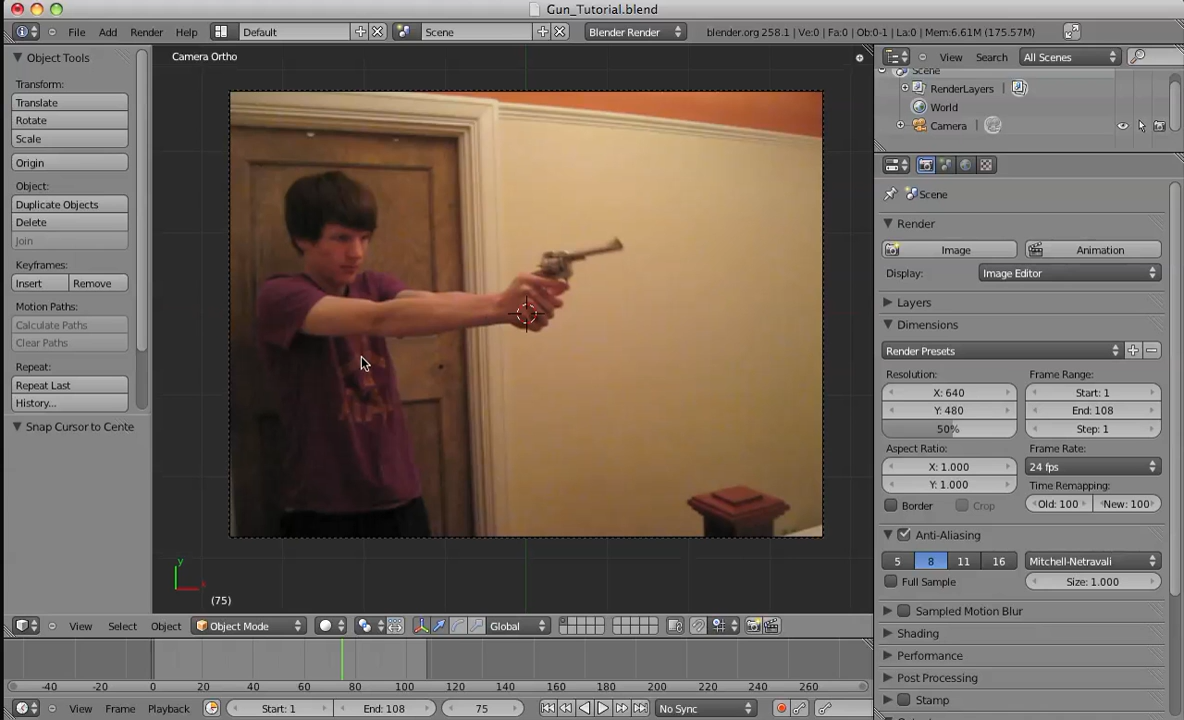 Gun_Tutorial.blend
File Add Render Help Default Scene Blender Render blender.org 258.1 | Ve:0 | Fa:0 | Ob:0-1 | La:0 | Mem:6.61M (175.57M)
Object Tools
Transform:
Translate
Rotate
Scale
Origin
Object:
Duplicate Objects
Delete
Join
Keyframes:
Insert Remove
Motion Paths:
Calculate Paths
Clear Paths
Repeat:
Repeat Last
History...
Snap Cursor to Cente
Camera Ortho
y
x
(75)
View Select Object Object Mode Global
-40 -20 0 20 40 60 80 100 120 140 160 180 200 220 240 260
View Frame Playback Start: 1 End: 108 75 No Sync
View Search All Scenes
Scene
RenderLayers
World
Camera
Scene
Render
Image Animation
Display: Image Editor
Layers
Dimensions
Render Presets
Resolution: Frame Range:
X: 640 Start: 1
Y: 480 End: 108
50% Step: 1
Aspect Ratio: Frame Rate:
X: 1.000 24 fps
Y: 1.000 Time Remapping:
Border Crop Old: 100 New: 100
Anti-Aliasing
5 8 11 16 Mitchell-Netravali
Full Sample Size: 1.000
Sampled Motion Blur
Shading
Performance
Post Processing
Stamp